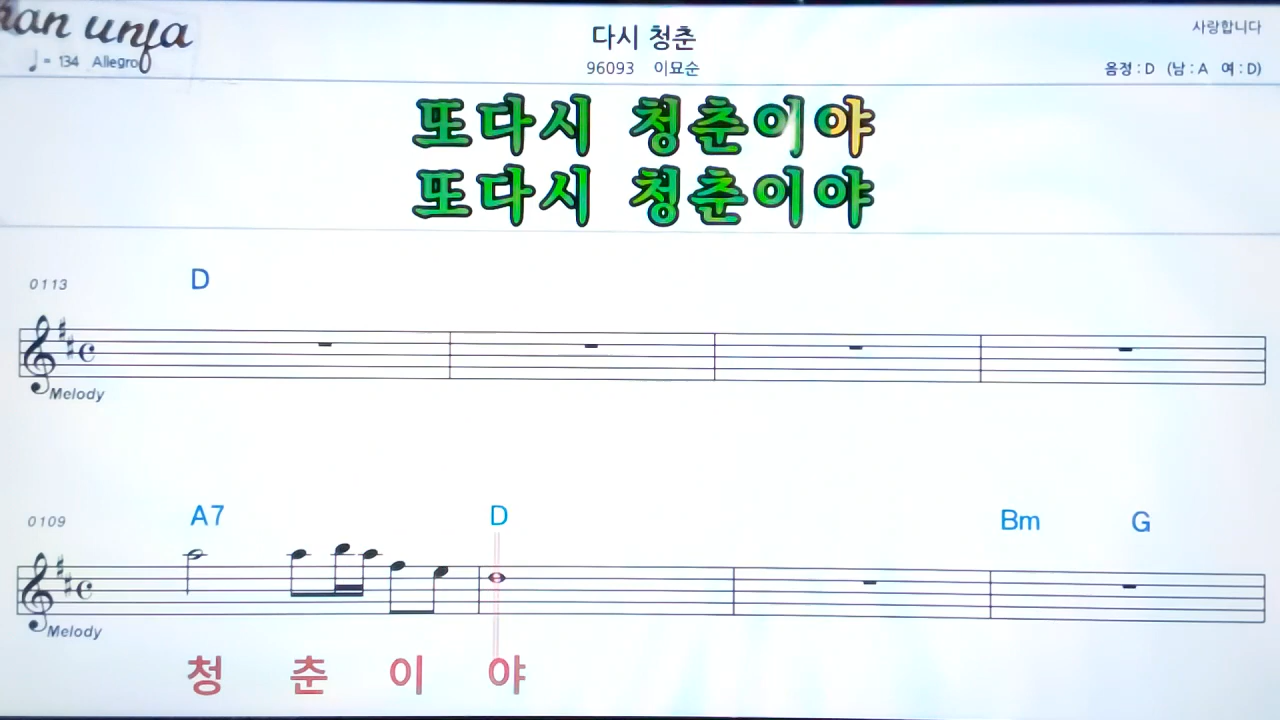 다시 청춘
사랑합니다
♩= 134 Allegro
96093 이묘순
음정 : D (남 : A 여 : D)
또다시 청춘이야
또다시 청춘이야
0113
D
Melody
0109
A7 D Bm G
Melody
청 춘 이 야